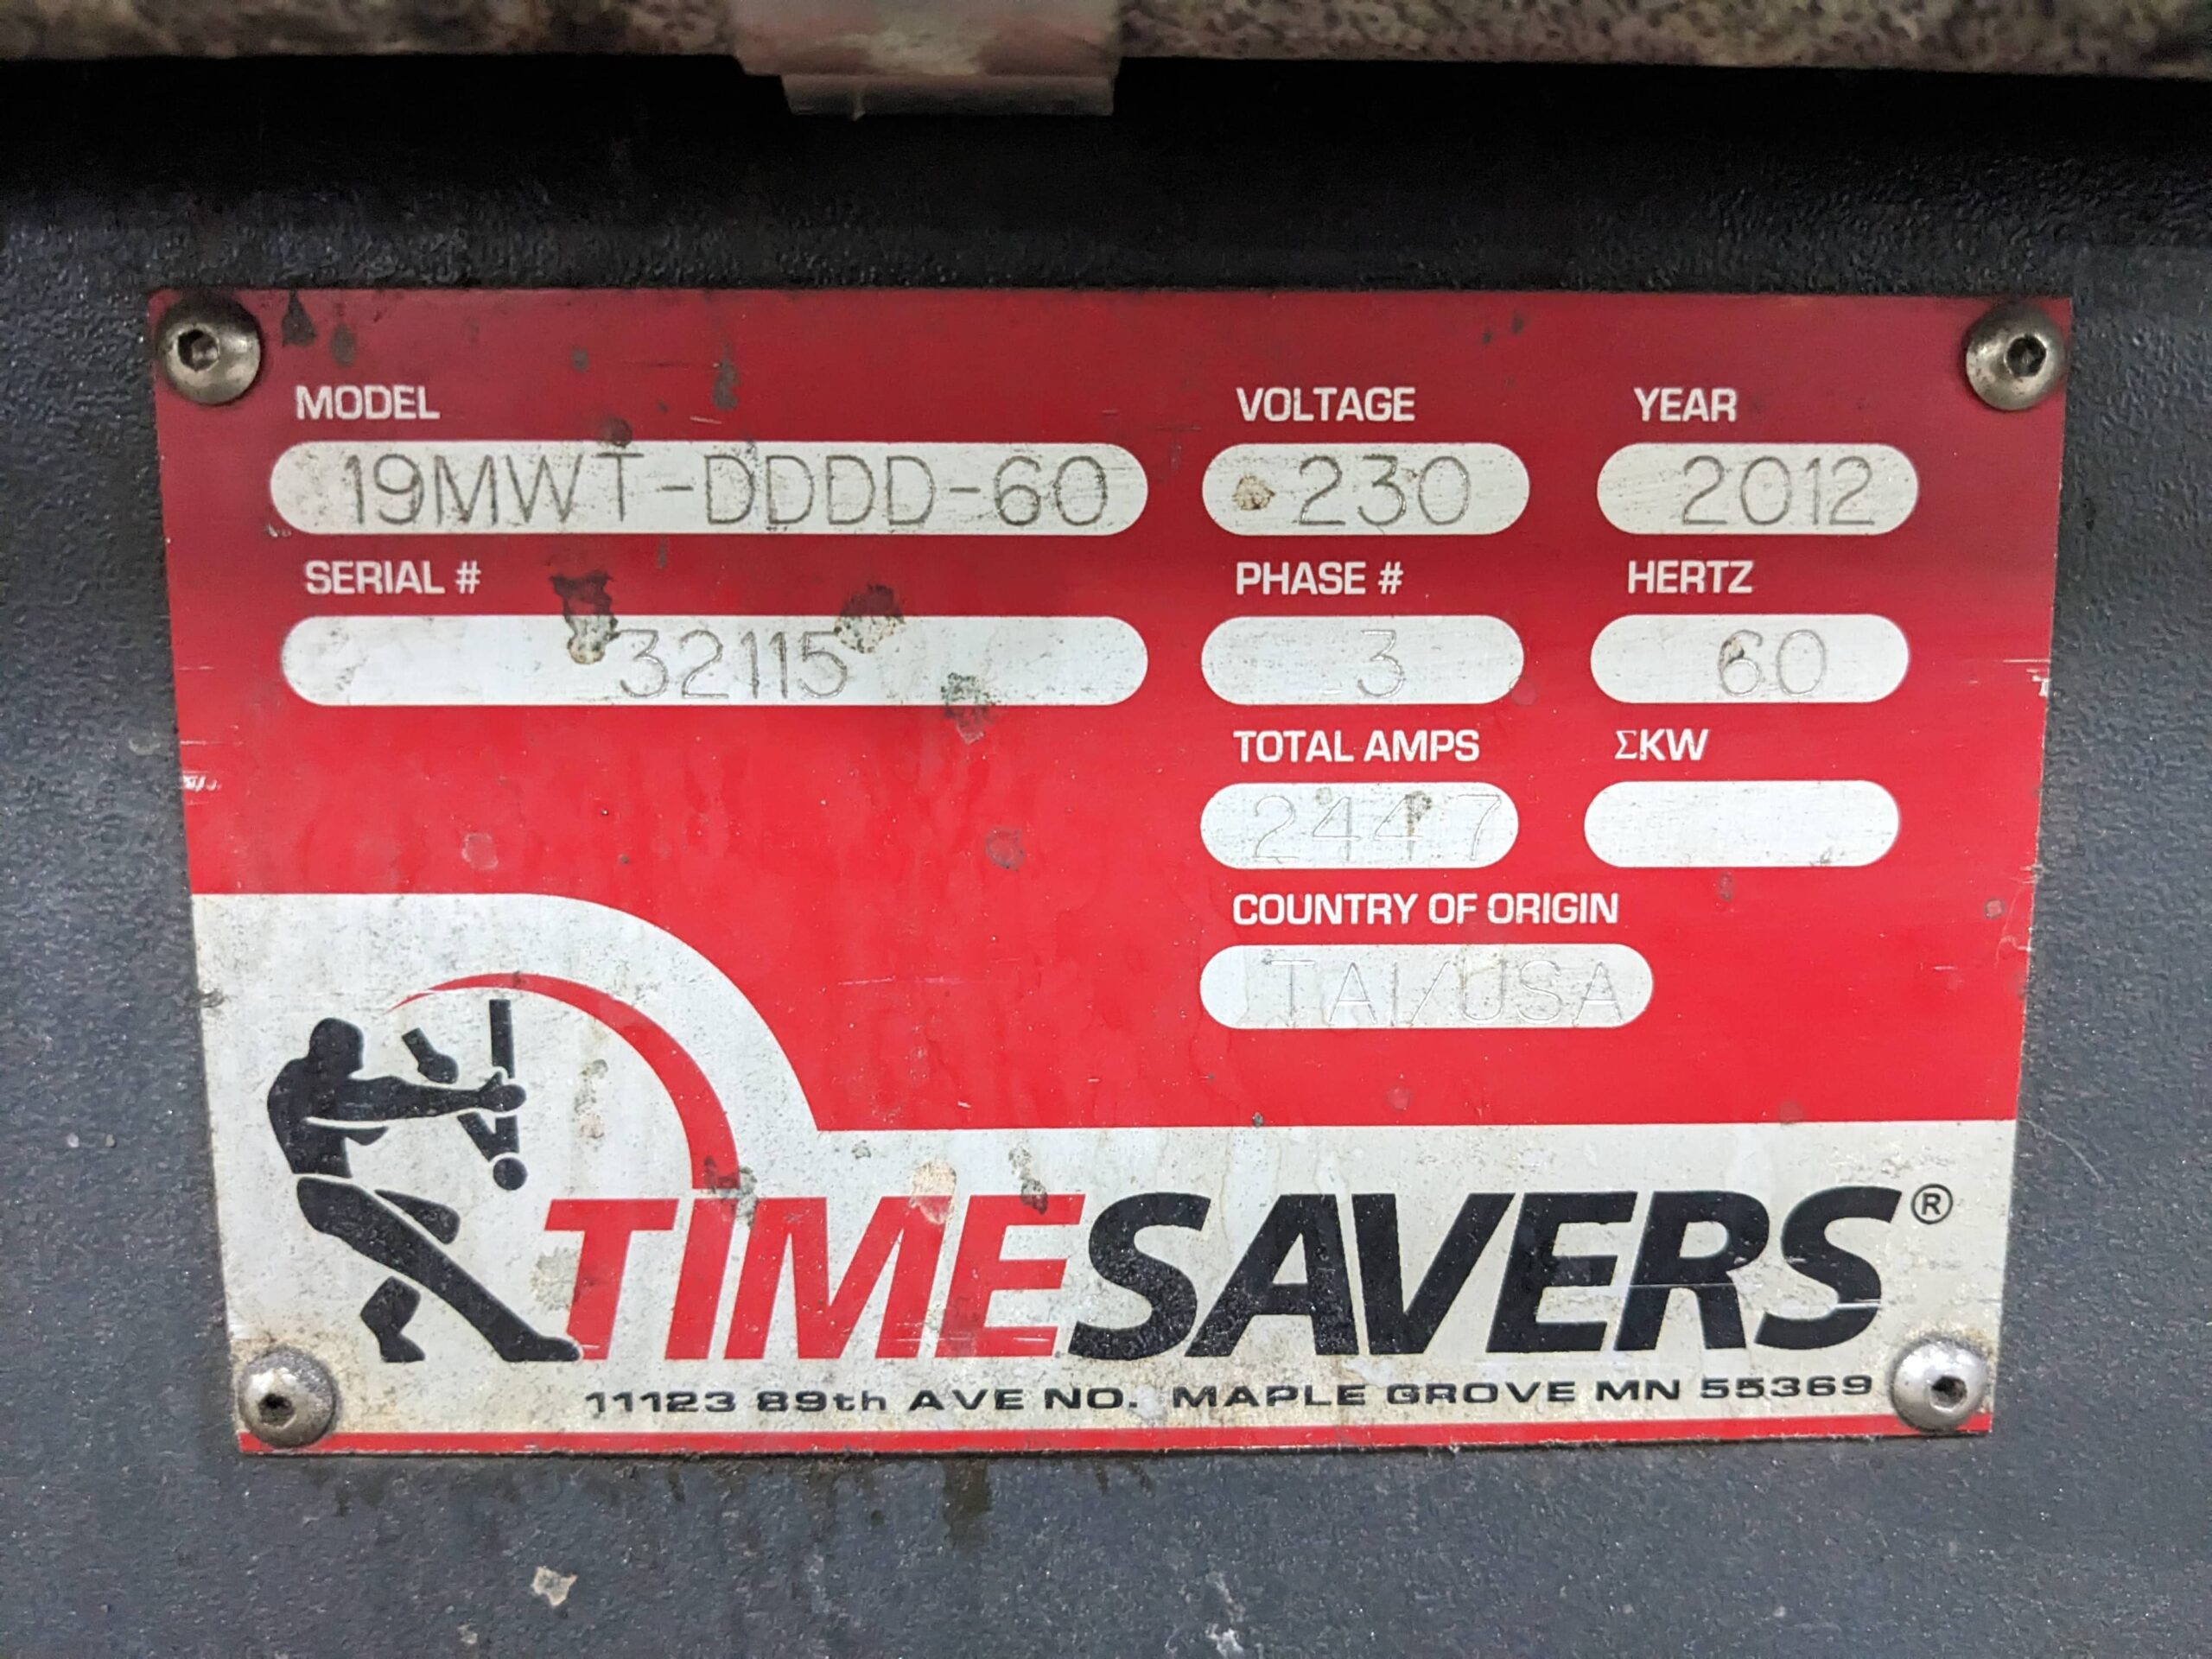 MODEL VOLTAGE YEAR
19MWT-DDDD-60 230 2012
SERIAL # PHASE # HERTZ
32115 3 60
TOTAL AMPS ΣKW
244.7
COUNTRY OF ORIGIN
TAI/USA
TIMESAVERS®
11123 89th AVE NO. MAPLE GROVE MN 55369